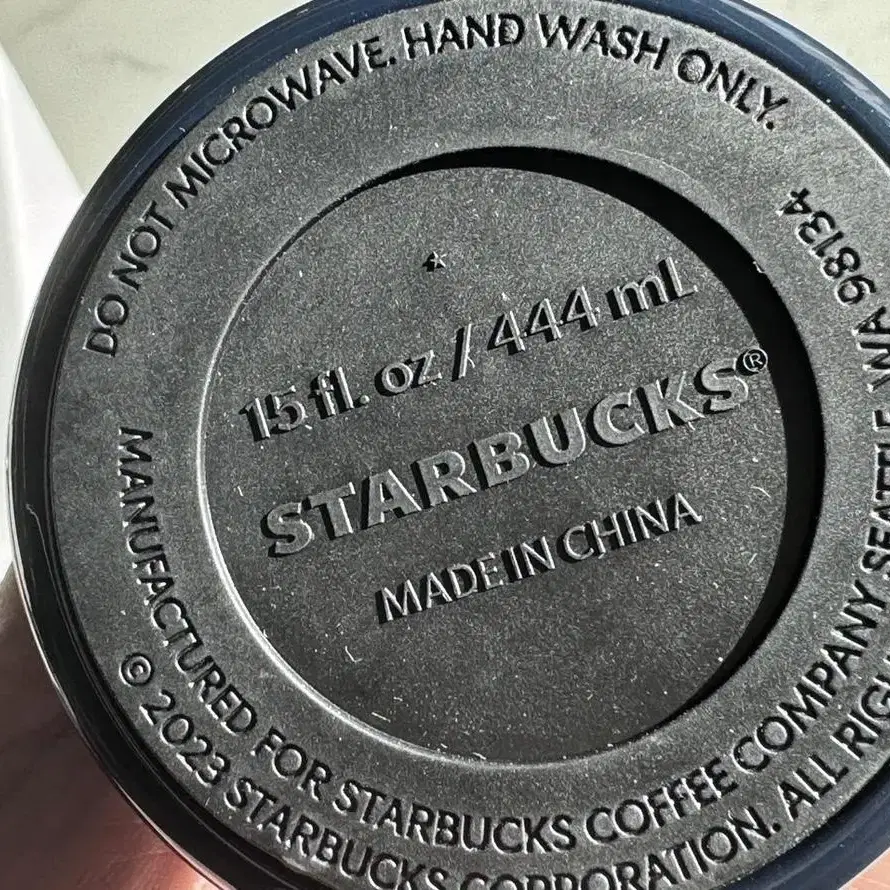 DO NOT MICROWAVE. HAND WASH ONLY.
15 fl. oz / 444 mL
STARBUCKS®
MADE IN CHINA
MANUFACTURED FOR STARBUCKS COFFEE COMPANY SEATTLE WA 98134
© 2023 STARBUCKS CORPORATION. ALL